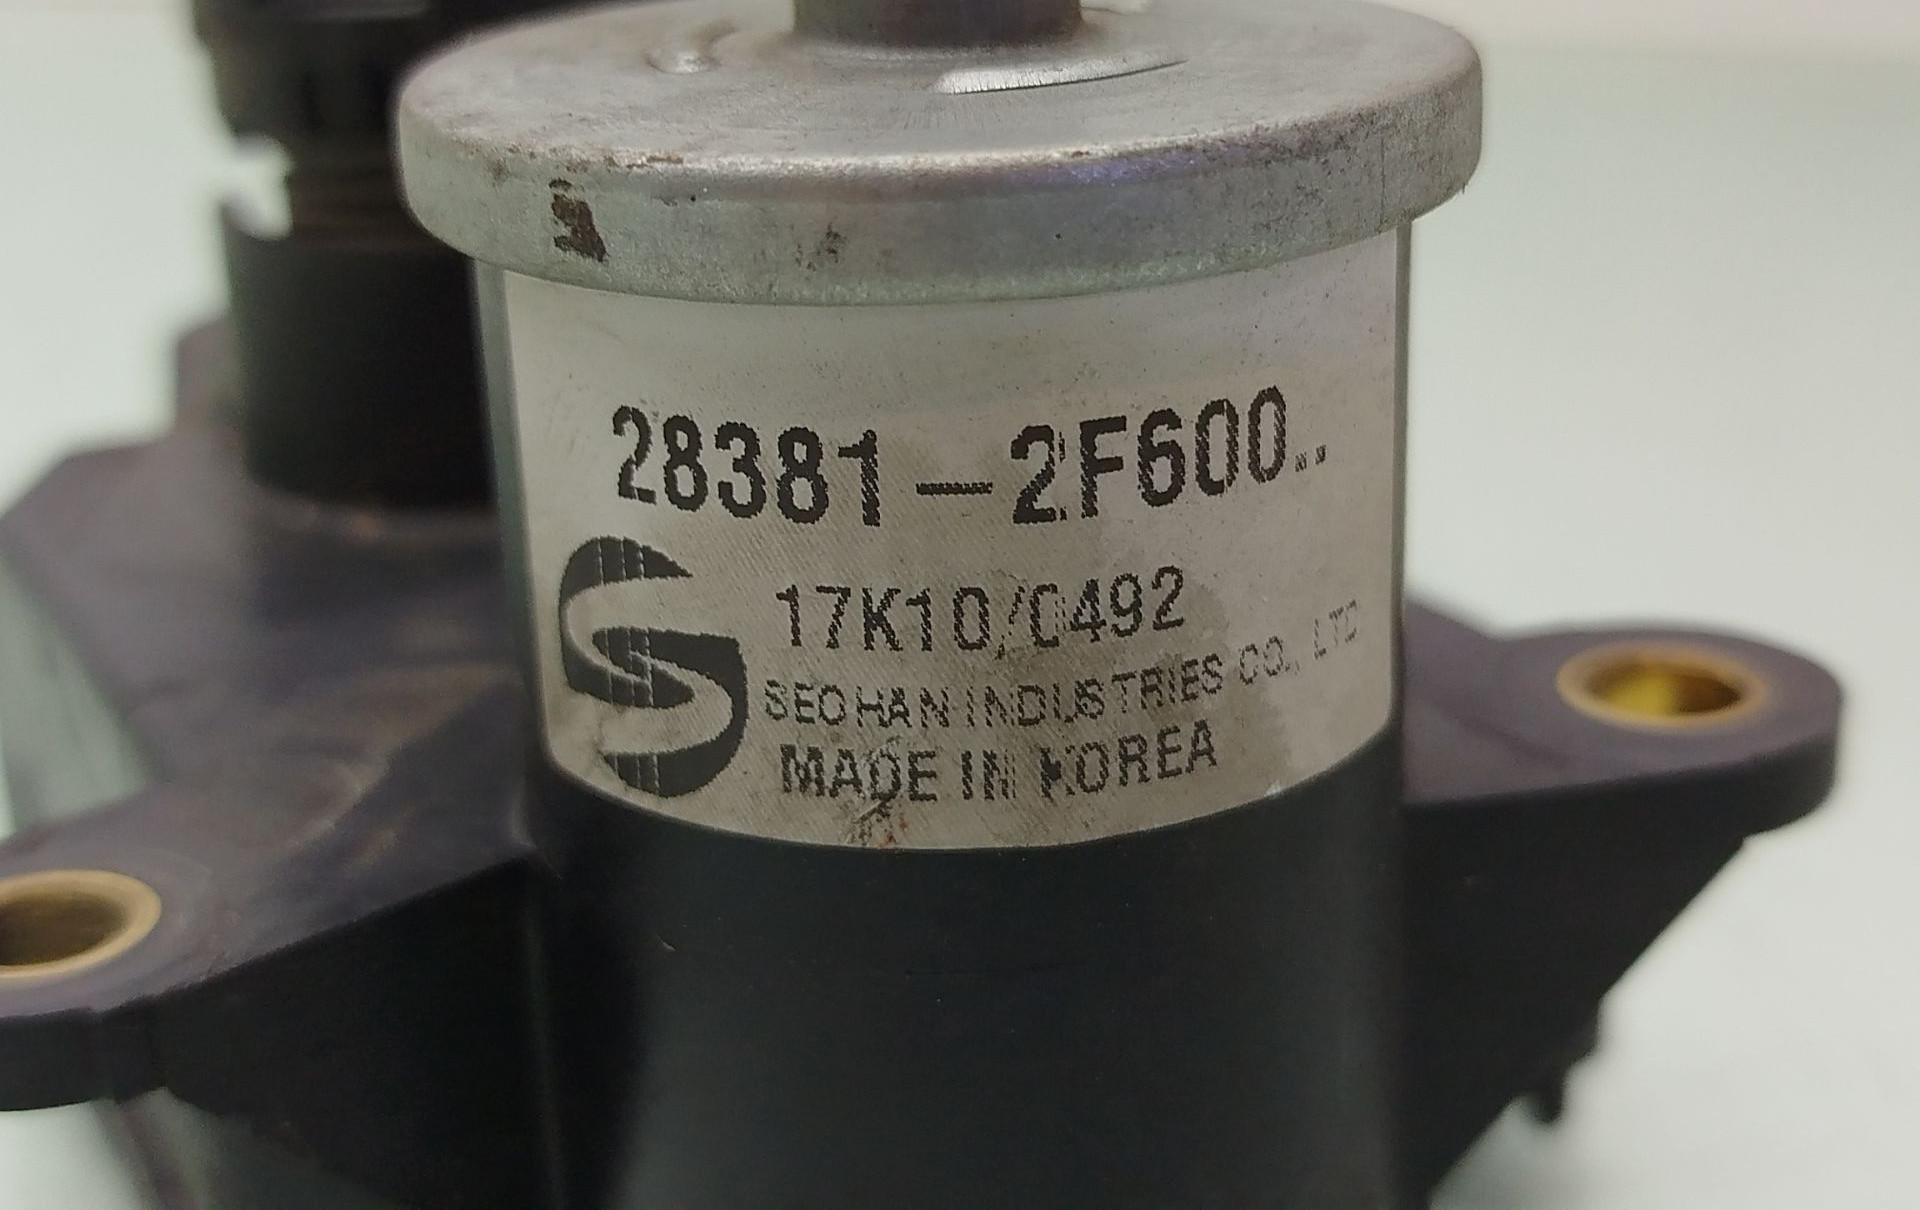 28381-2F600..
17K10/0492
SEOHAN INDUSTRIES CO., LTD
MADE IN KOREA